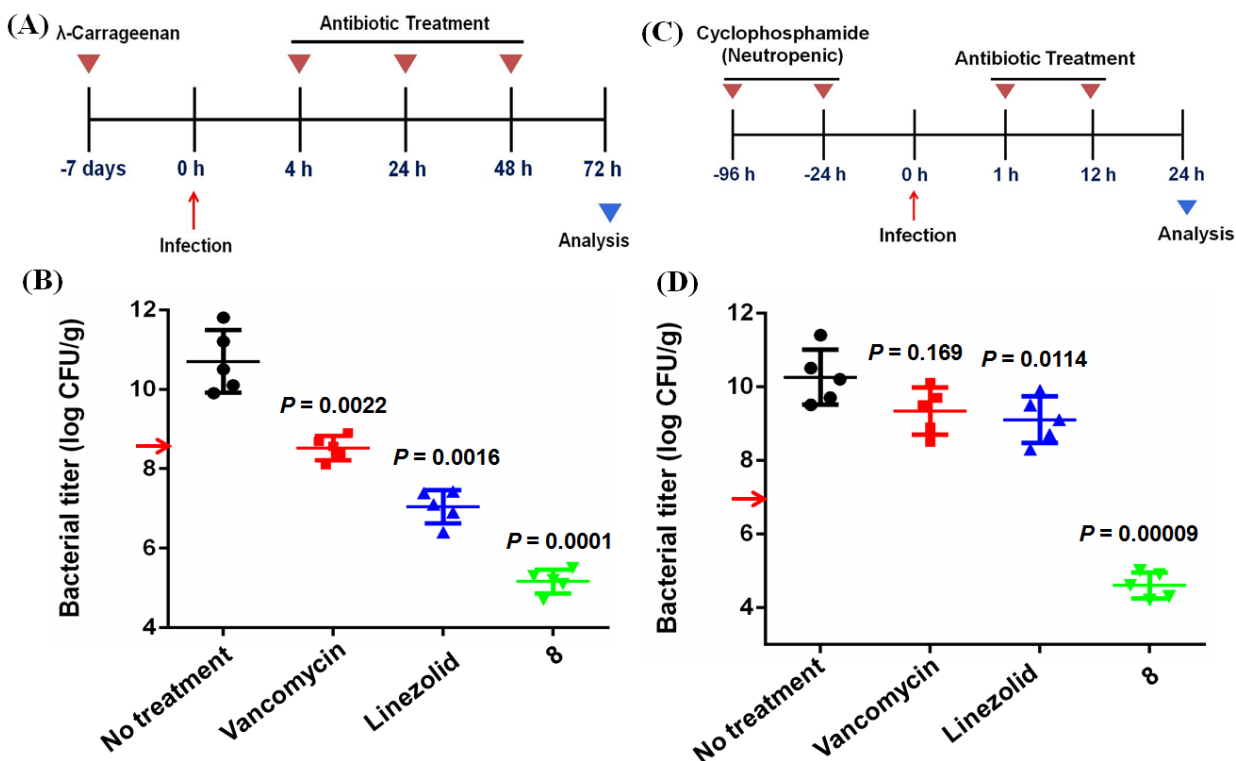 (A)
λ-Carrageenan
Antibiotic Treatment
-7 days 0 h 4 h 24 h 48 h 72 h
Infection
Analysis
(C)
Cyclophosphamide
(Neutropenic)
Antibiotic Treatment
-96 h -24 h 0 h 1 h 12 h 24 h
Infection
Analysis
(B)
Bacterial titer (log CFU/g)
12
10
8
6
4
P = 0.0022
P = 0.0016
P = 0.0001
No treatment
Vancomycin
Linezolid
8
(D)
Bacterial titer (log CFU/g)
12
10
8
6
4
P = 0.169
P = 0.0114
P = 0.00009
No treatment
Vancomycin
Linezolid
8